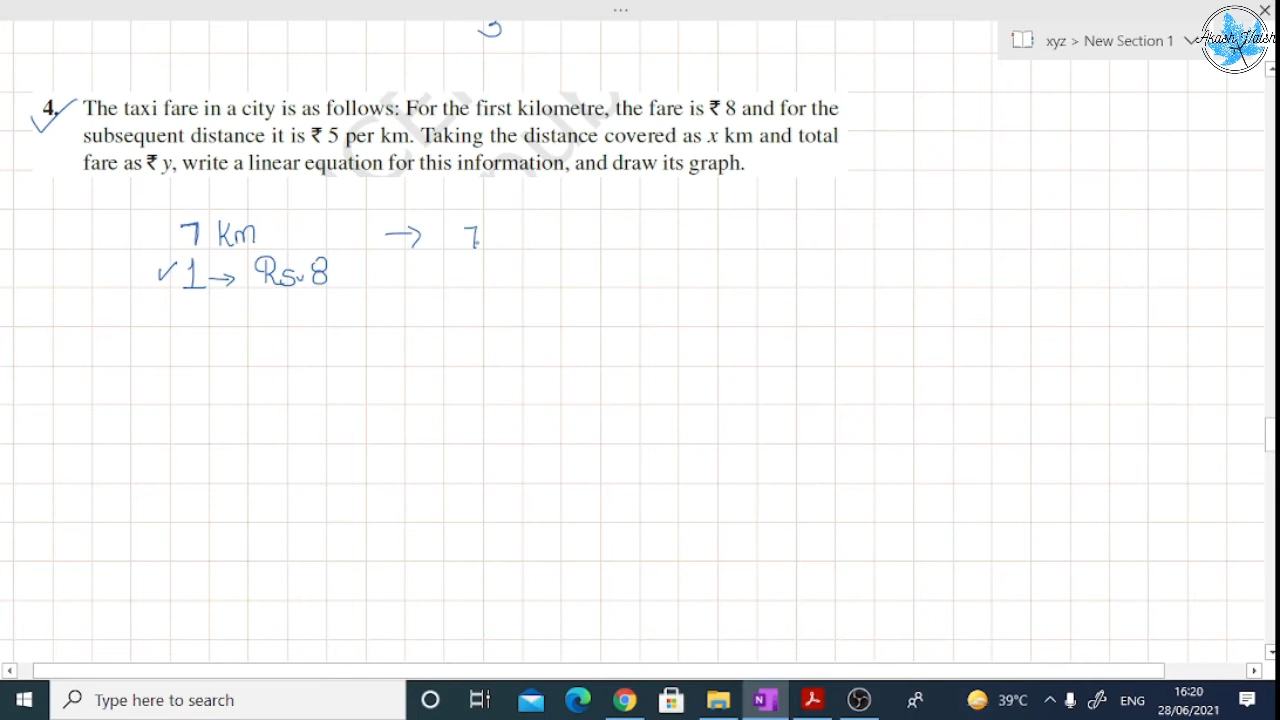 xyz > New Section 1
4. The taxi fare in a city is as follows: For the first kilometre, the fare is ₹ 8 and for the
subsequent distance it is ₹ 5 per km. Taking the distance covered as x km and total
fare as ₹ y, write a linear equation for this information, and draw its graph.
7 Km → 7
✓ 1 → Rs. 8
Type here to search
39°C ENG 16:20
28/06/2021